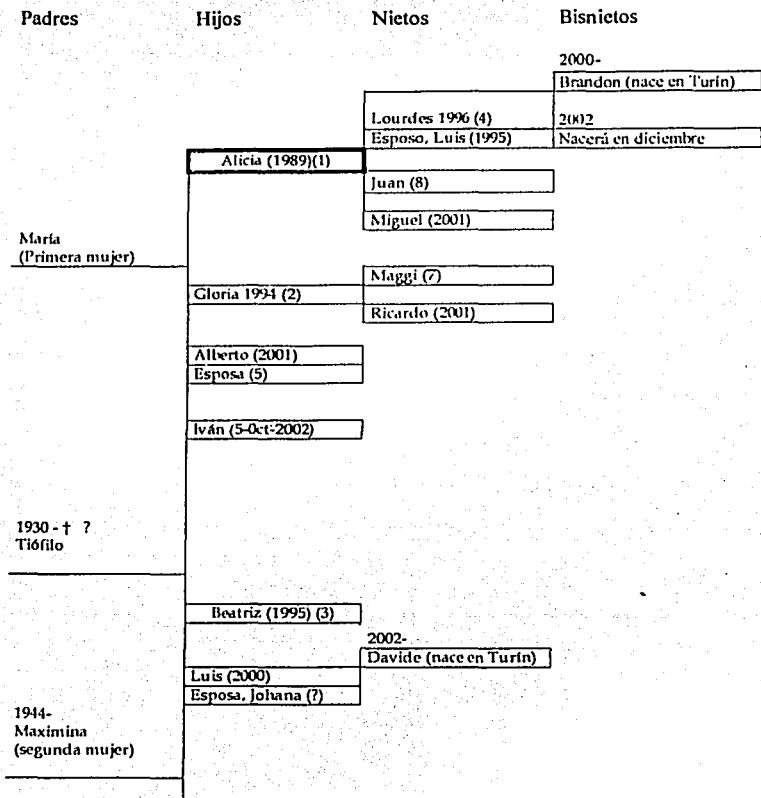 Padres Hijos Nietos Bisnietos
2000-
Brandon (nace en Turín)
Lourdes 1996 (4)
2002
Esposo, Luis (1995)
Nacerá en diciembre
Alicia (1989)(1)
Juan (8)
Miguel (2001)
María
(Primera mujer)
Maggi (7)
Gloria 1994 (2)
Ricardo (2001)
Alberto (2001)
Esposa (5)
Iván (5-Oct-2002)
1930 - † ?
Tiófilo
Beatriz (1995) (3)
2002-
Davide (nace en Turín)
Luis (2000)
Esposa, Johana (?)
1944-
Maximina
(segunda mujer)